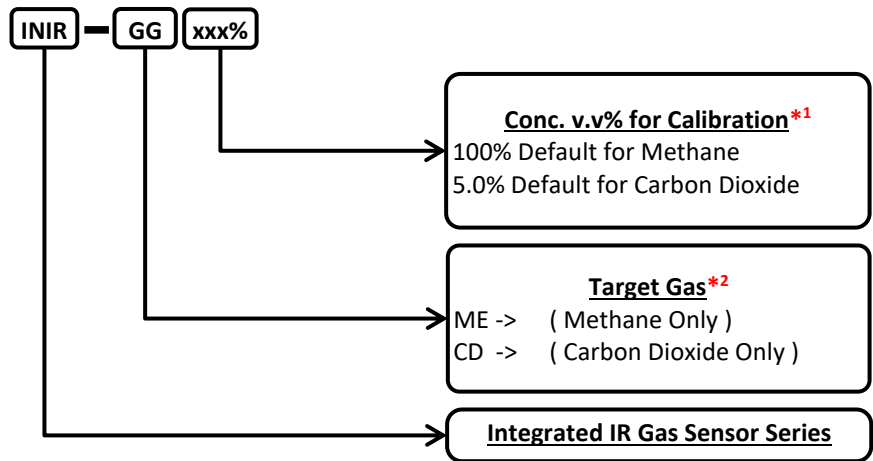 INIR - GG xxx%
Conc. v.v% for Calibration*1
100% Default for Methane
5.0% Default for Carbon Dioxide
Target Gas*2
ME -> ( Methane Only )
CD -> ( Carbon Dioxide Only )
Integrated IR Gas Sensor Series